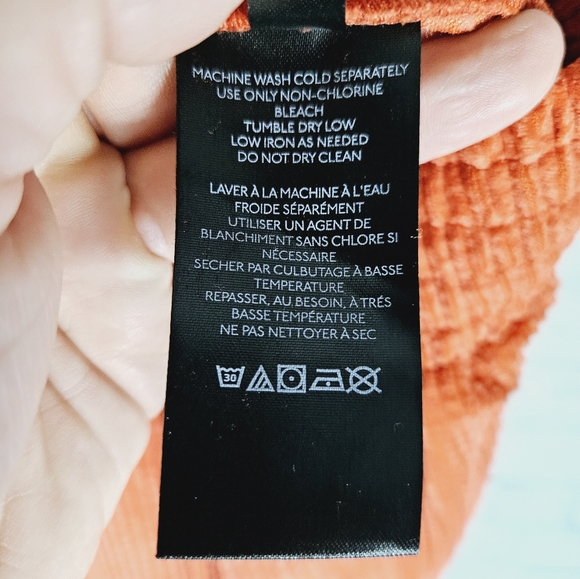 MACHINE WASH COLD SEPARATELY
USE ONLY NON-CHLORINE
BLEACH
TUMBLE DRY LOW
LOW IRON AS NEEDED
DO NOT DRY CLEAN
LAVER À LA MACHINE À L'EAU
FROIDE SÉPARÉMENT
UTILISER UN AGENT DE
BLANCHIMENT SANS CHLORE SI
NÉCESSAIRE
SECHER PAR CULBUTAGE À BASSE
TEMPERATURE
REPASSER, AU BESOIN, À TRÉS
BASSE TEMPÉRATURE
NE PAS NETTOYER À SEC
30